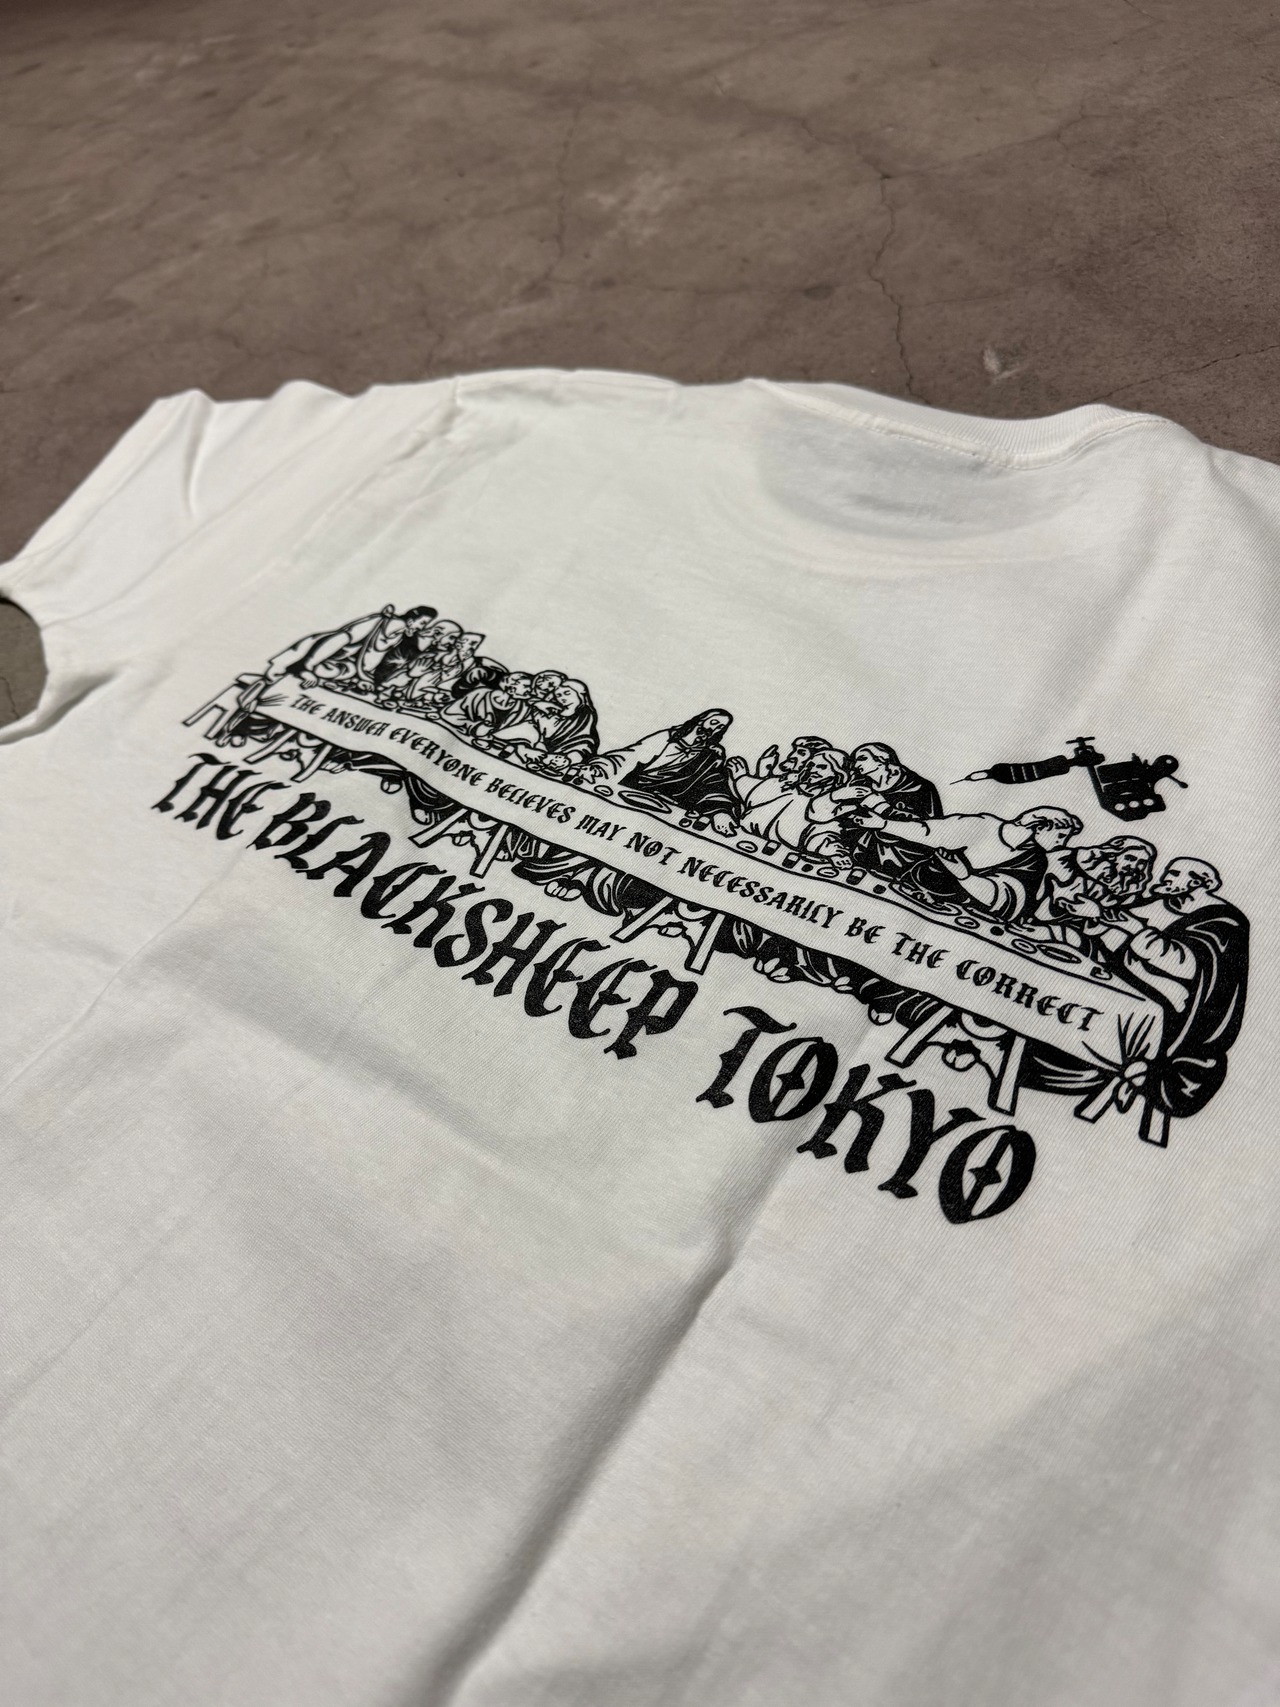 THE ANSWER EVERYONE BELIEVES MAY NOT NECESSARILY BE THE CORRECT
THE BLACKSHEEP TOKYO